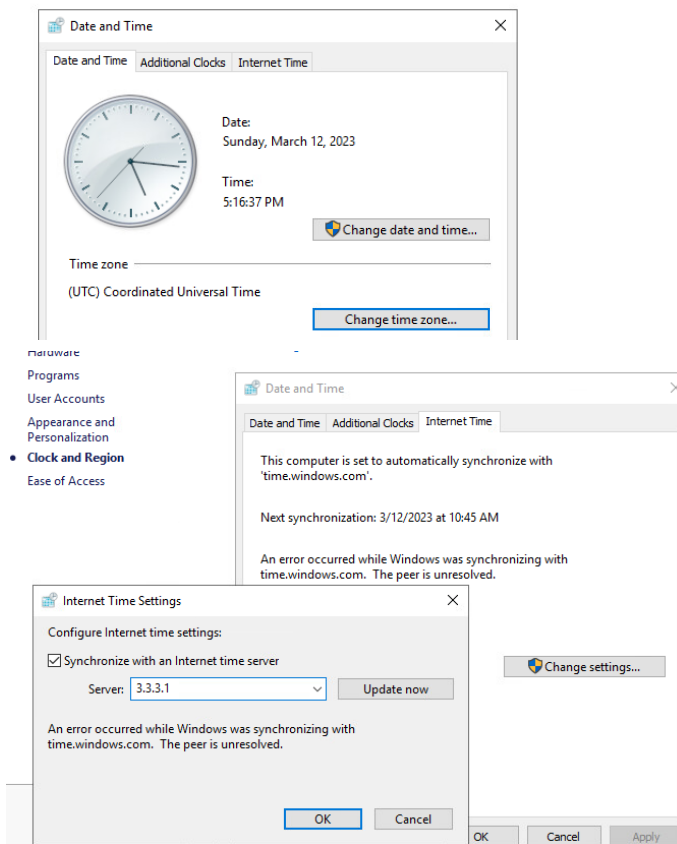 Date and Time
Date and Time Additional Clocks Internet Time
Date:
Sunday, March 12, 2023
Time:
5:16:37 PM
Change date and time...
Time zone
(UTC) Coordinated Universal Time
Change time zone...
Hardware
Programs
User Accounts
Appearance and
Personalization
Clock and Region
Ease of Access
Date and Time
Date and Time Additional Clocks Internet Time
This computer is set to automatically synchronize with
'time.windows.com'.
Next synchronization: 3/12/2023 at 10:45 AM
An error occurred while Windows was synchronizing with
time.windows.com. The peer is unresolved.
Change settings...
Internet Time Settings
Configure Internet time settings:
Synchronize with an Internet time server
Server: 3.3.3.1 Update now
An error occurred while Windows was synchronizing with
time.windows.com. The peer is unresolved.
OK Cancel
OK Cancel Apply